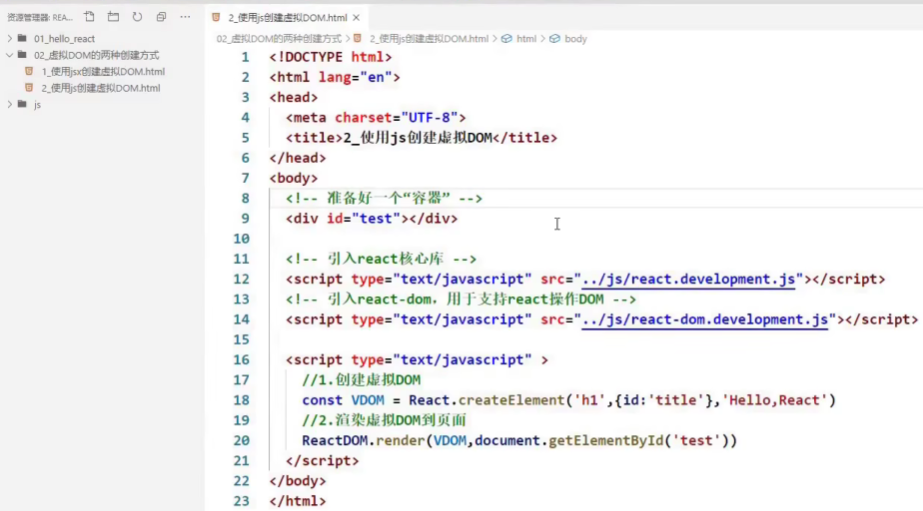 资源管理器: REA...
01_hello_react
02_虚拟DOM的两种创建方式
1_使用jsx创建虚拟DOM.html
2_使用js创建虚拟DOM.html
js
2_使用js创建虚拟DOM.html ×
02_虚拟DOM的两种创建方式 > 2_使用js创建虚拟DOM.html > html > body
1 <!DOCTYPE html>
2 <html lang="en">
3 <head>
4 <meta charset="UTF-8">
5 <title>2_使用js创建虚拟DOM</title>
6 </head>
7 <body>
8 <!-- 准备好一个“容器” -->
9 <div id="test"></div>
10
11 <!-- 引入react核心库 -->
12 <script type="text/javascript" src="../js/react.development.js"></script>
13 <!-- 引入react-dom，用于支持react操作DOM -->
14 <script type="text/javascript" src="../js/react-dom.development.js"></script>
15
16 <script type="text/javascript" >
17 //1.创建虚拟DOM
18 const VDOM = React.createElement('h1',{id:'title'},'Hello,React')
19 //2.渲染虚拟DOM到页面
20 ReactDOM.render(VDOM,document.getElementById('test'))
21 </script>
22 </body>
23 </html>